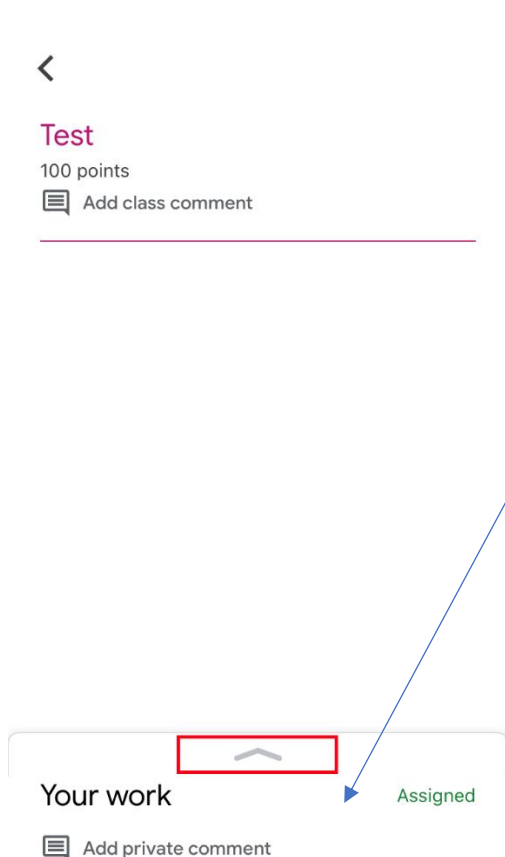 Test
100 points
Add class comment
Your work
Assigned
Add private comment